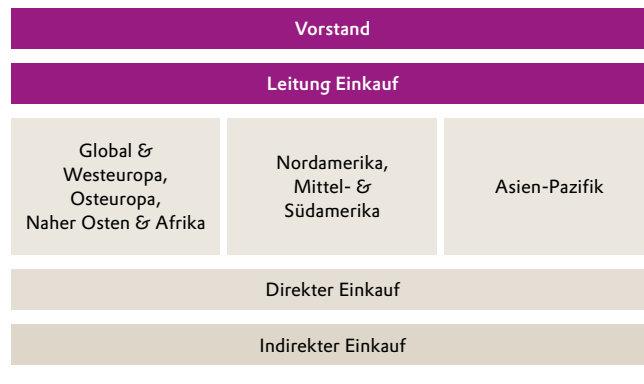 Vorstand
Leitung Einkauf
Global &
Westeuropa,
Osteuropa,
Naher Osten & Afrika
Nordamerika,
Mittel- &
Südamerika
Asien-Pazifik
Direkter Einkauf
Indirekter Einkauf